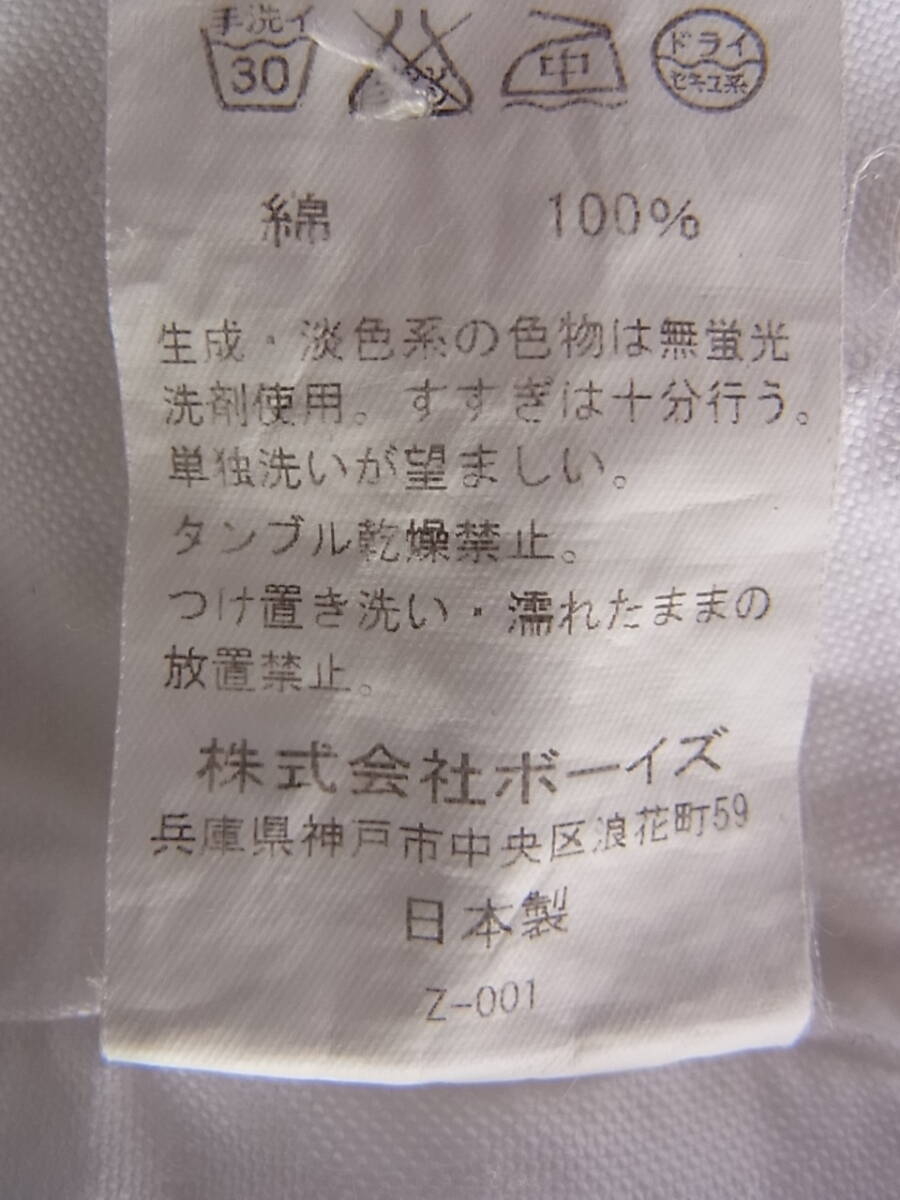 手洗イ
30
中
ドライ
セキユ系
綿 100%
生成・淡色系の色物は無蛍光
洗剤使用。すすぎは十分行う。
単独洗いが望ましい。
タンブル乾燥禁止。
つけ置き洗い・濡れたままの
放置禁止。
株式会社ボーイズ
兵庫県神戸市中央区浪花町59
日本製
Z-001